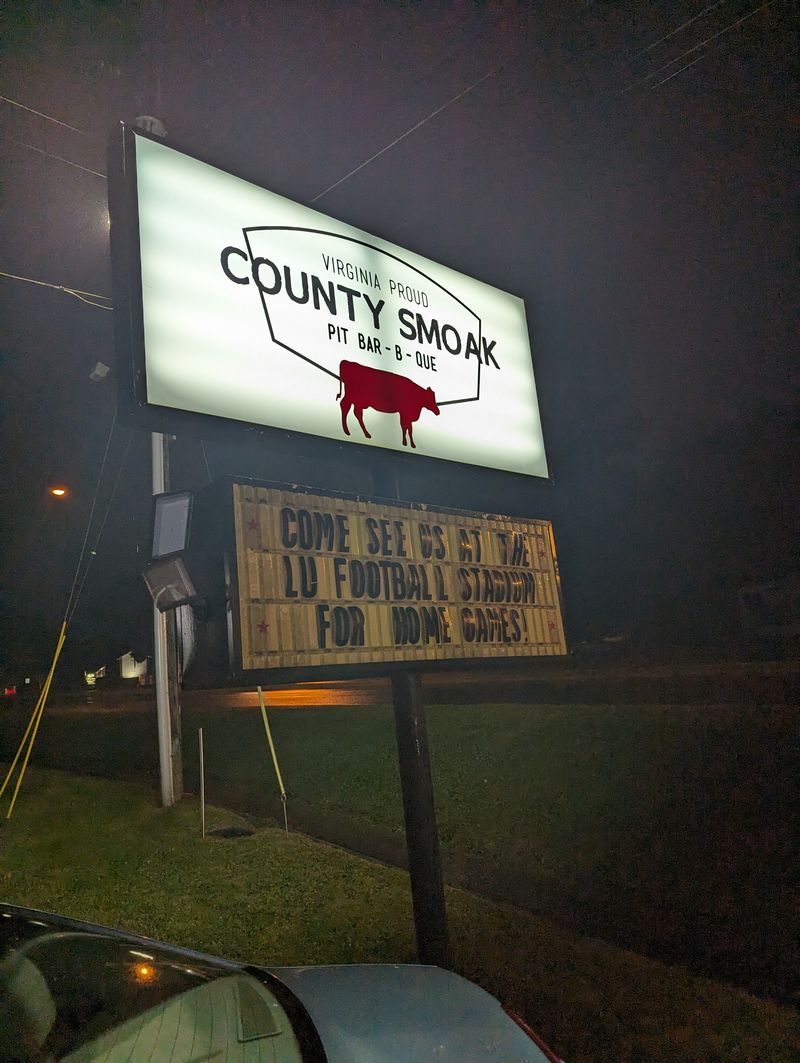 VIRGINIA PROUD
COUNTY SMOAK
PIT BAR-B-QUE
COME SEE US AT THE
LU FOOTBALL STADIUM
FOR HOME GAMES!